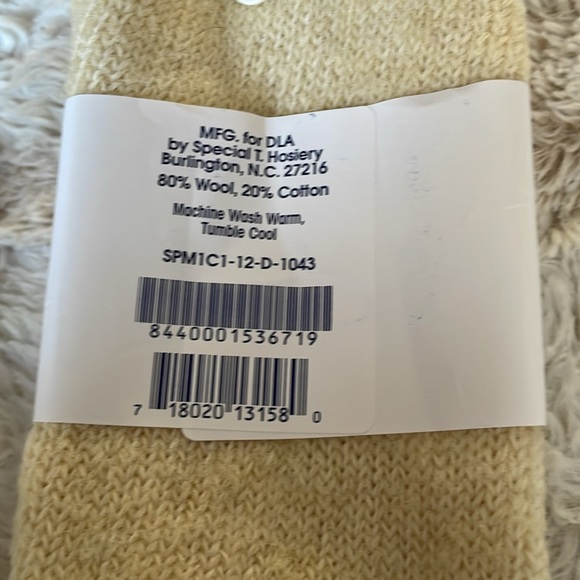 MFG. for DLA
by Special T. Hosiery
Burlington, N.C. 27216
80% Wool, 20% Cotton
Machine Wash Warm,
Tumble Cool
SPM1C1-12-D-1043
8440001536719
7 18020 13158 0